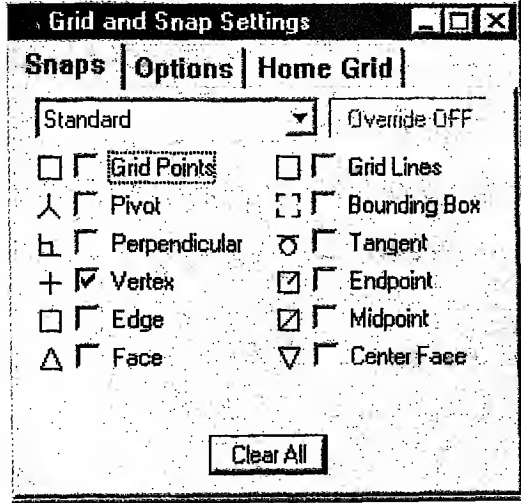 Grid and Snap Settings
Snaps Options Home Grid
Standard Override OFF
Grid Points Grid Lines
Pivot Bounding Box
Perpendicular Tangent
Vertex Endpoint
Edge Midpoint
Face Center Face
Clear All